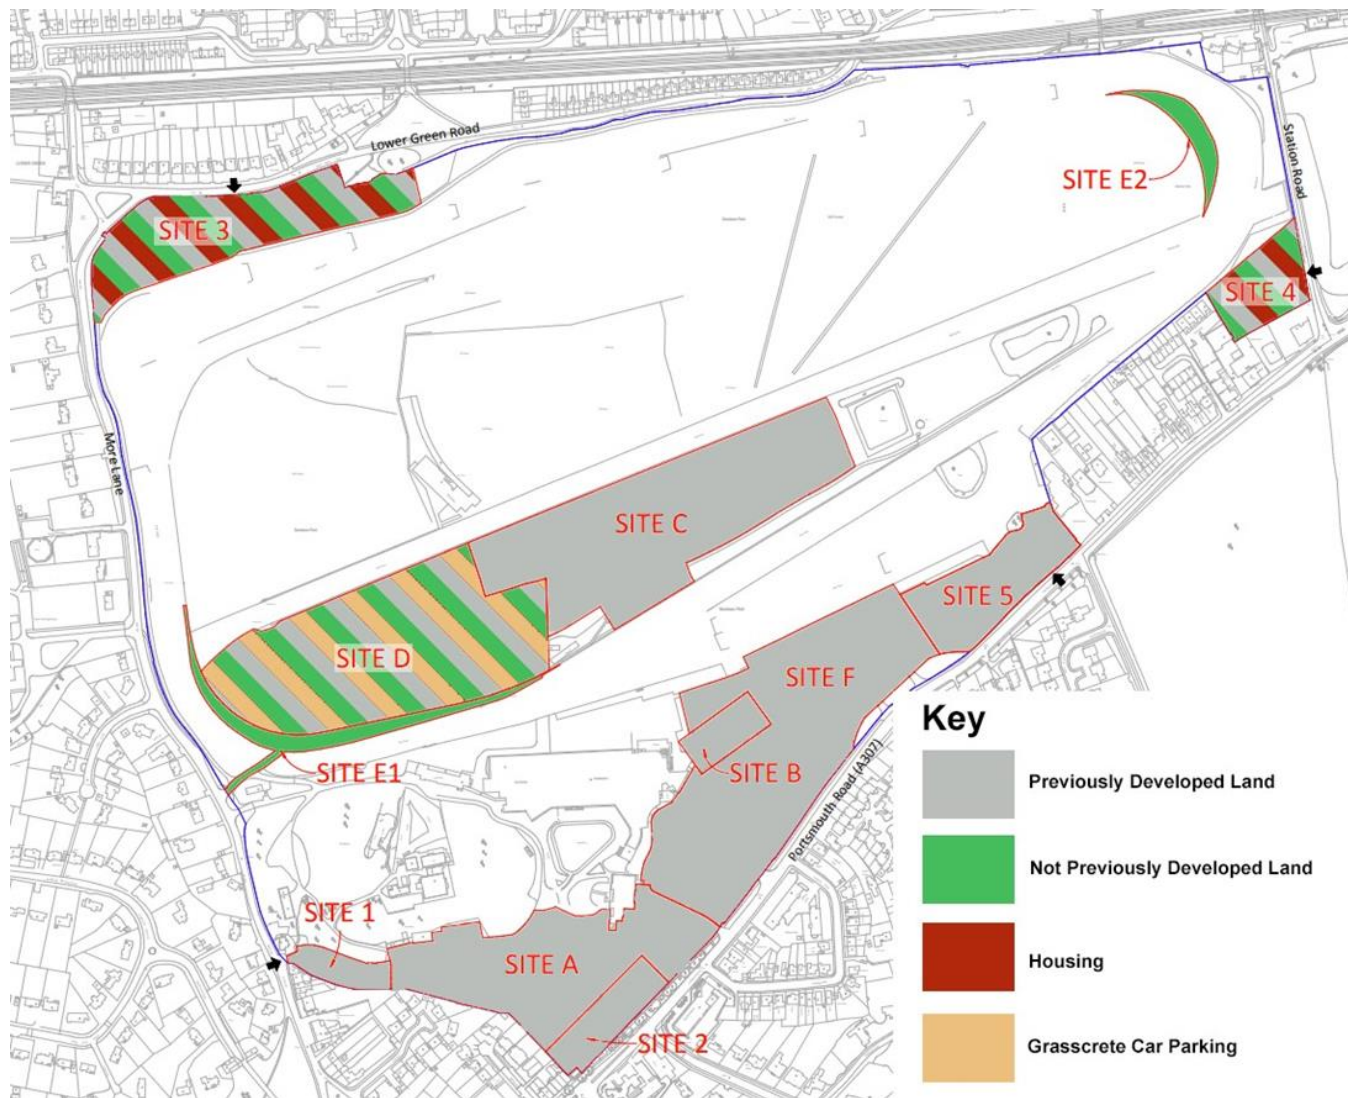 Lower Green Road
Station Road
SITE E2
SITE 3
SITE 4
More Lane
SITE C
SITE 5
SITE D
SITE F
SITE E1
SITE B
Portsmouth Road (A307)
SITE 1
SITE A
SITE 2
Key
Previously Developed Land
Not Previously Developed Land
Housing
Grasscrete Car Parking